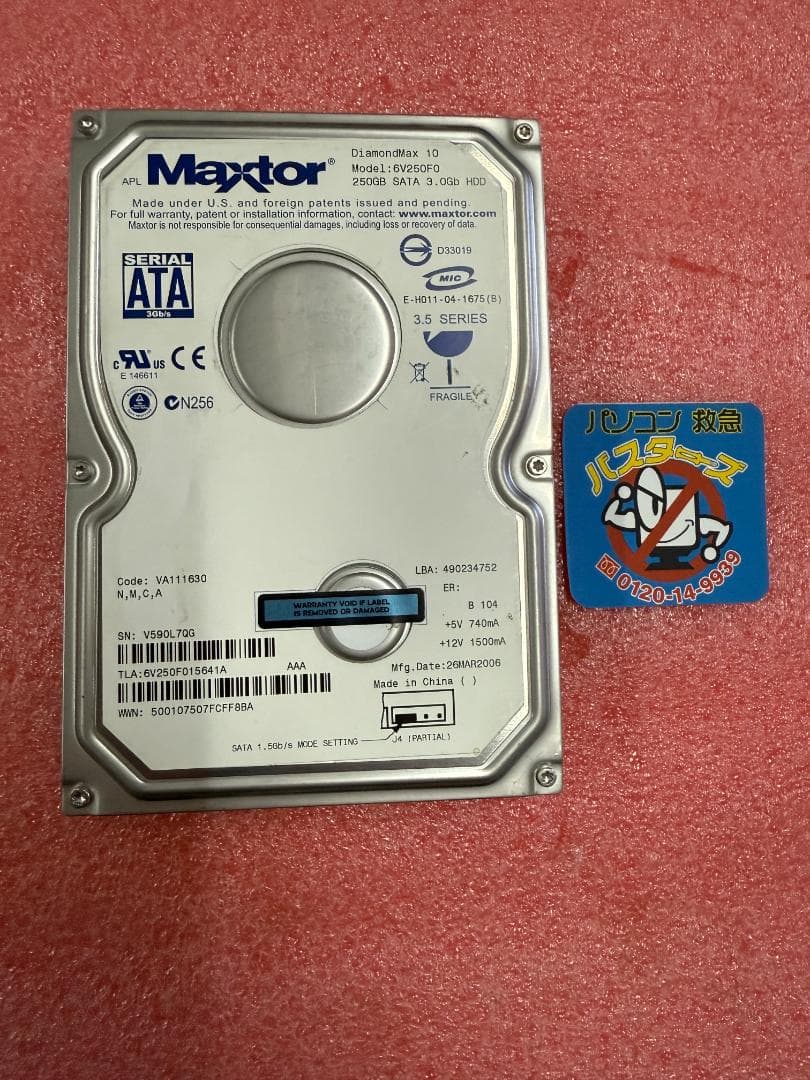 APL Maxtor®
DiamondMax 10
Model:6V250F0
250GB SATA 3.0Gb HDD
Made under U.S. and foreign patents issued and pending.
For full warranty, patent or installation information, contact: www.maxtor.com
Maxtor is not responsible for consequential damages, including loss or recovery of data.
SERIAL
ATA
3Gb/s
D33019
MIC
E-H011-04-1675(B)
3.5 SERIES
FRAGILE
c RU US CE
E 146611
N256
パソコン 救急
バスターズ
0120-14-9939
Code: VA111630
N,M,C,A
LBA: 490234752
ER:
B 104
+5V 740mA
+12V 1500mA
WARRANTY VOID IF LABEL
IS REMOVED OR DAMAGED
SN: V590L7QG
TLA:6V250F015641A AAA
WWN: 500107507FCFF8BA
Mfg.Date:26MAR2006
Made in China ( )
SATA 1.5Gb/s MODE SETTING
J4 (PARTIAL)